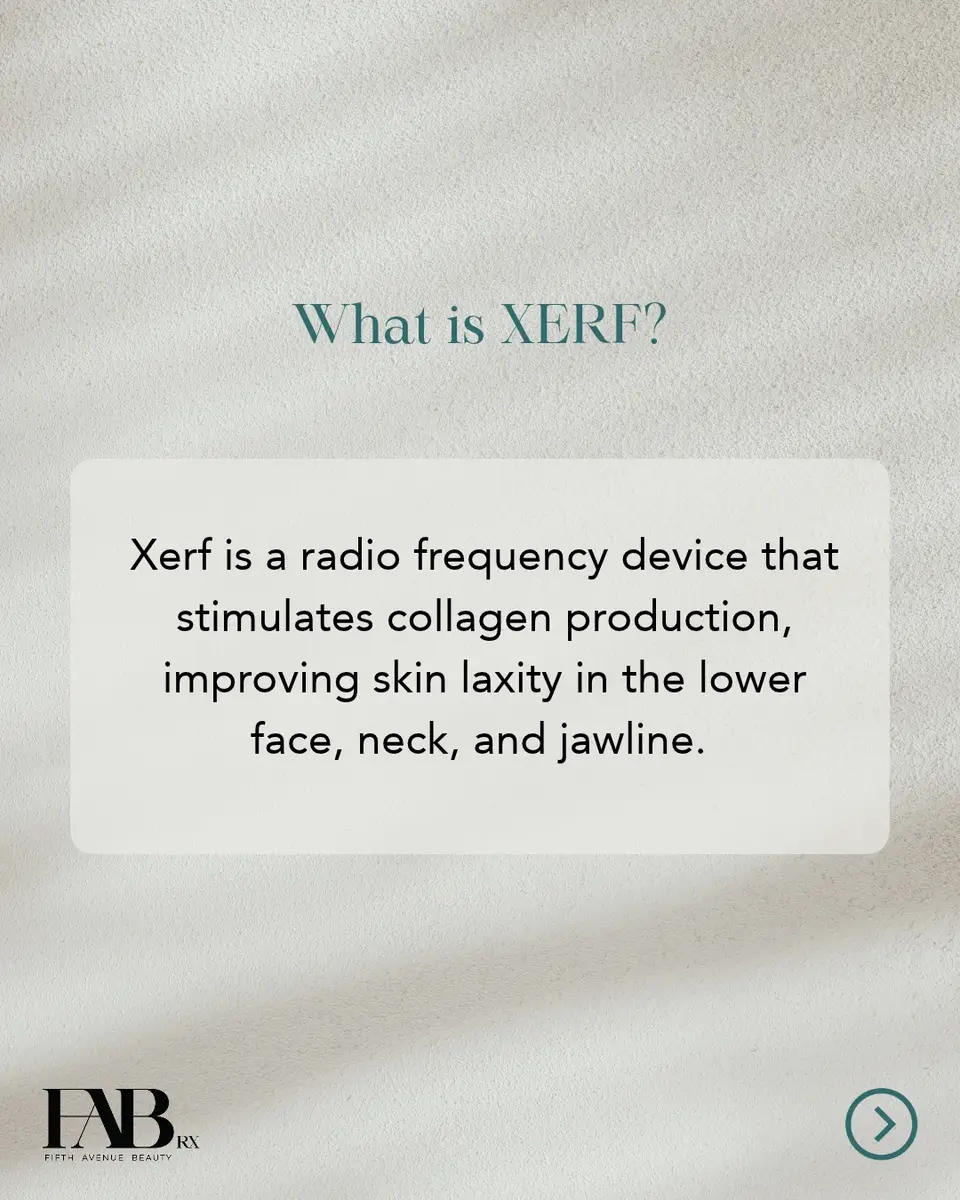 What is XERF?
Xerf is a radio frequency device that
stimulates collagen production,
improving skin laxity in the lower
face, neck, and jawline.
FAB RX
FIFTH AVENUE BEAUTY